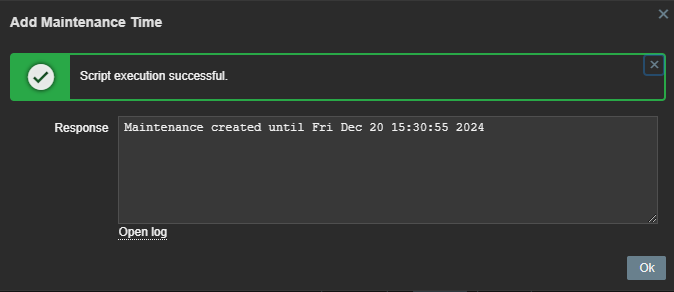 Add Maintenance Time
Script execution successful.
Response
Maintenance created until Fri Dec 20 15:30:55 2024
Open log
Ok